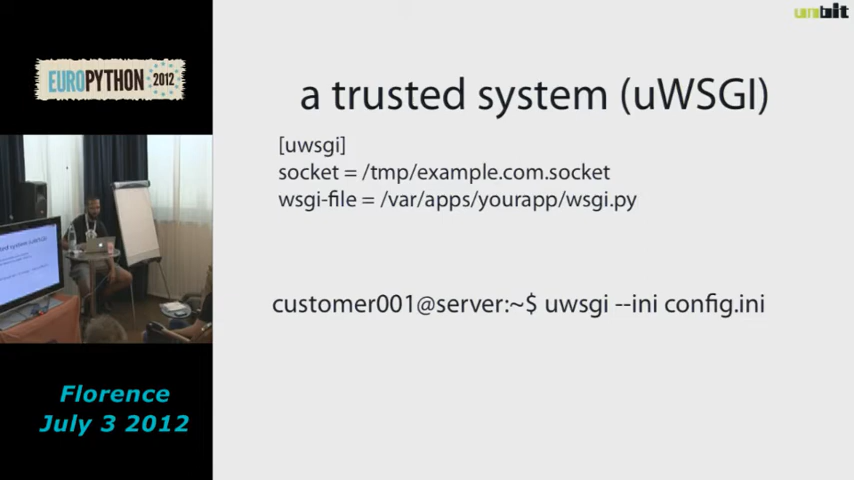 unbit
EUROPYTHON 2012
a trusted system (uWSGI)
[uwsgi]
socket = /tmp/example.com.socket
wsgi-file = /var/apps/yourapp/wsgi.py
customer001@server:~$ uwsgi --ini config.ini
Florence
July 3 2012